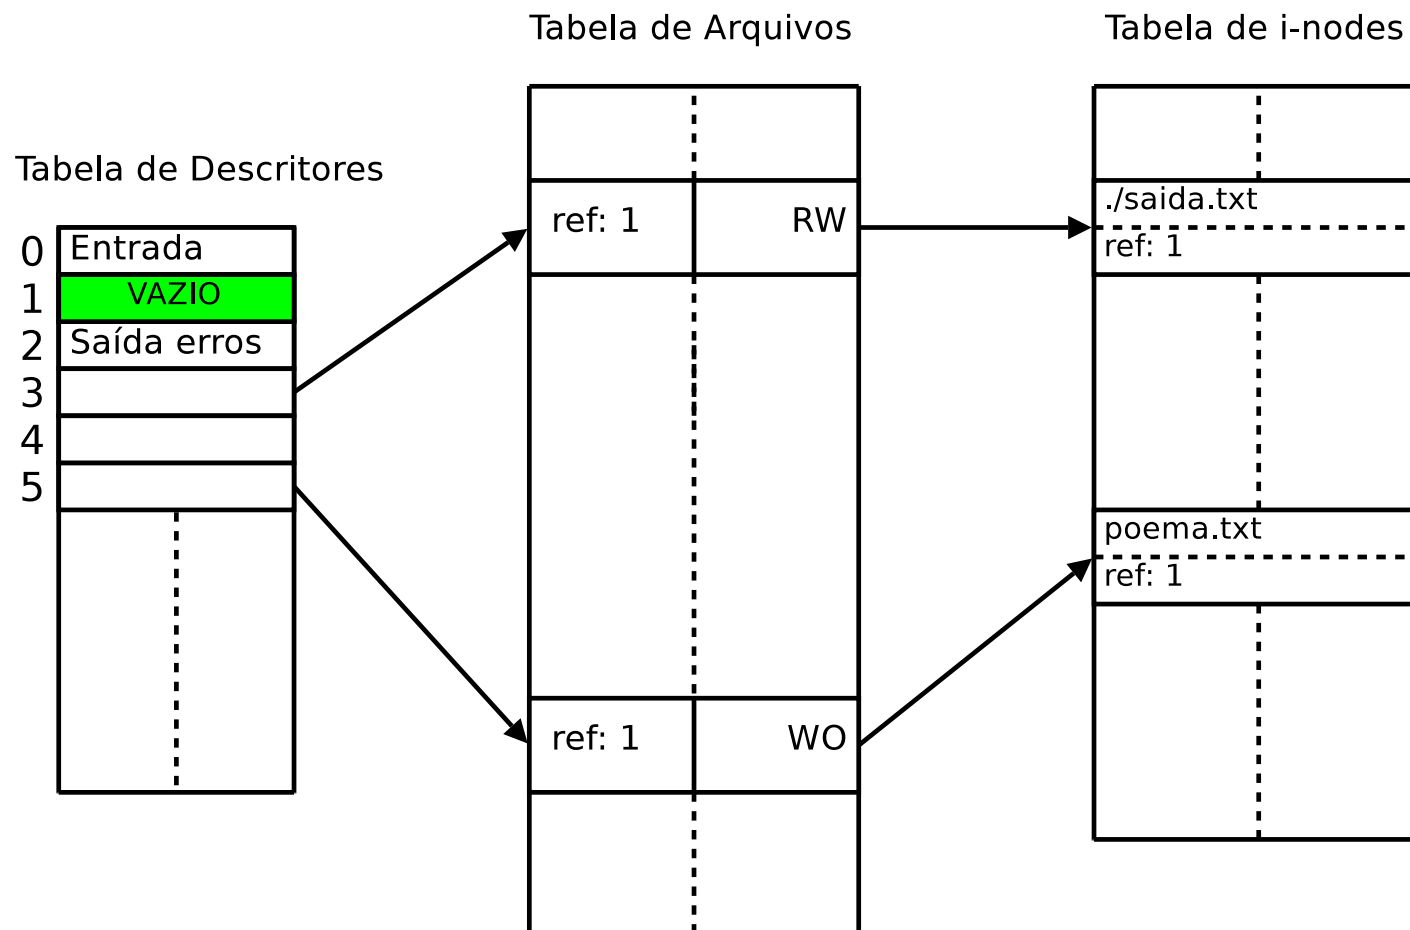 Tabela de Arquivos
Tabela de i-nodes
Tabela de Descritores
0 Entrada
1 VAZIO
2 Saída erros
3
4
5
ref: 1 RW
ref: 1 WO
./saida.txt
ref: 1
poema.txt
ref: 1